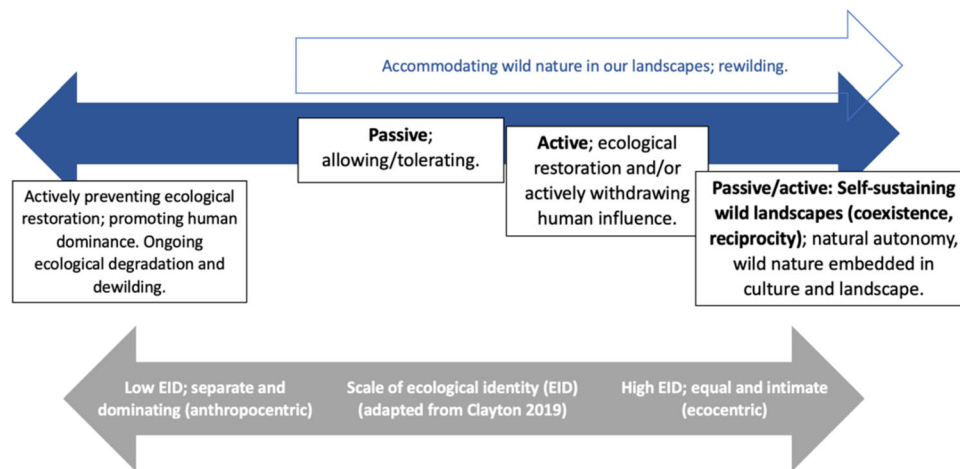 Accommodating wild nature in our landscapes; rewilding.
Passive;
allowing/tolerating.
Active; ecological
restoration and/or
actively withdrawing
human influence.
Actively preventing ecological
restoration; promoting human
dominance. Ongoing
ecological degradation and
dewilding.
Passive/active: Self-sustaining
wild landscapes (coexistence,
reciprocity); natural autonomy,
wild nature embedded in
culture and landscape.
Low EID; separate and
dominating (anthropocentric)
Scale of ecological identity (EID)
(adapted from Clayton 2019)
High EID; equal and intimate
(ecocentric)